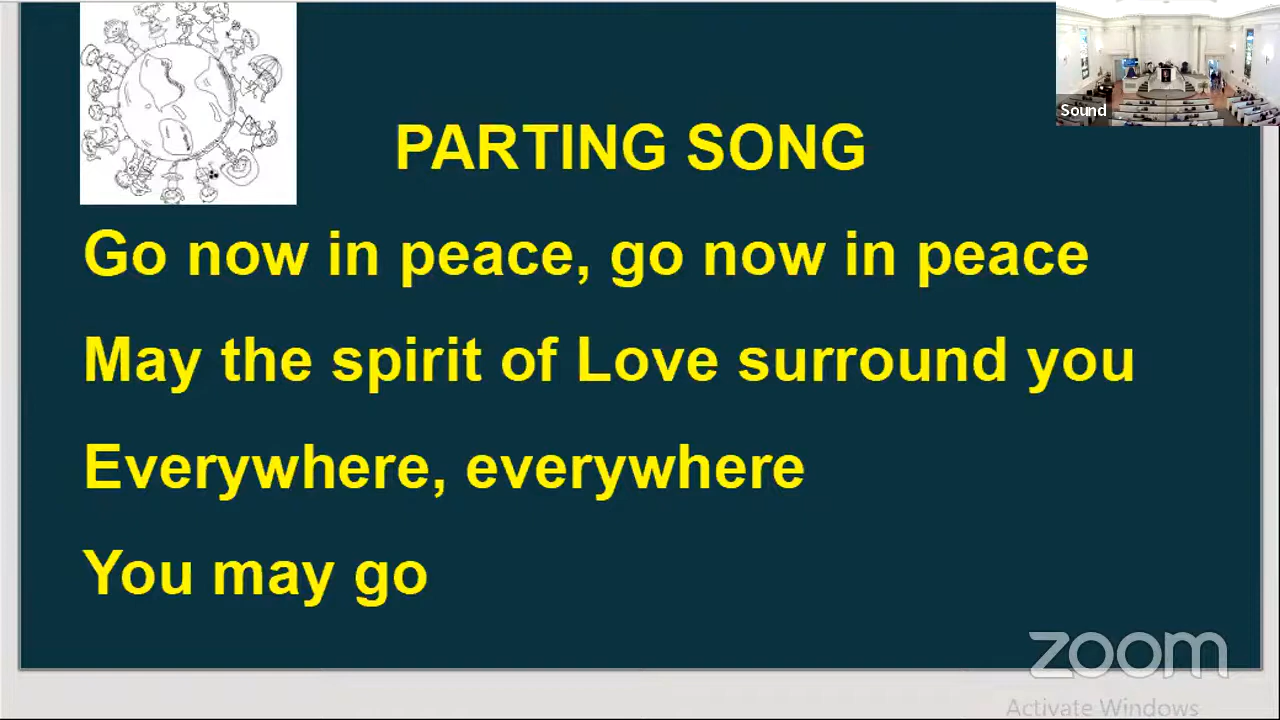 Sound
PARTING SONG
Go now in peace, go now in peace
May the spirit of Love surround you
Everywhere, everywhere
You may go
zoom
Activate Windows